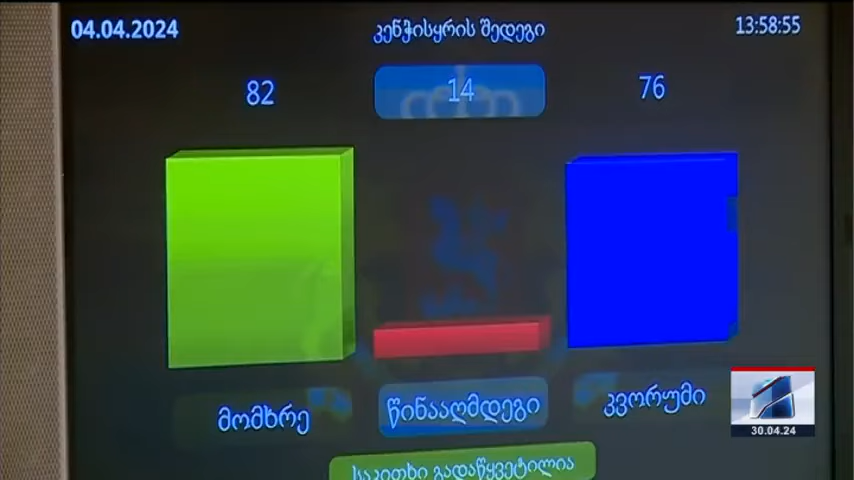 04.04.2024 კენჭისყრის შედეგი 13:58:55
82 14 76
მომხრე წინააღმდეგი კვორუმი
საკითხი გადაწყვეტილია
30.04.24